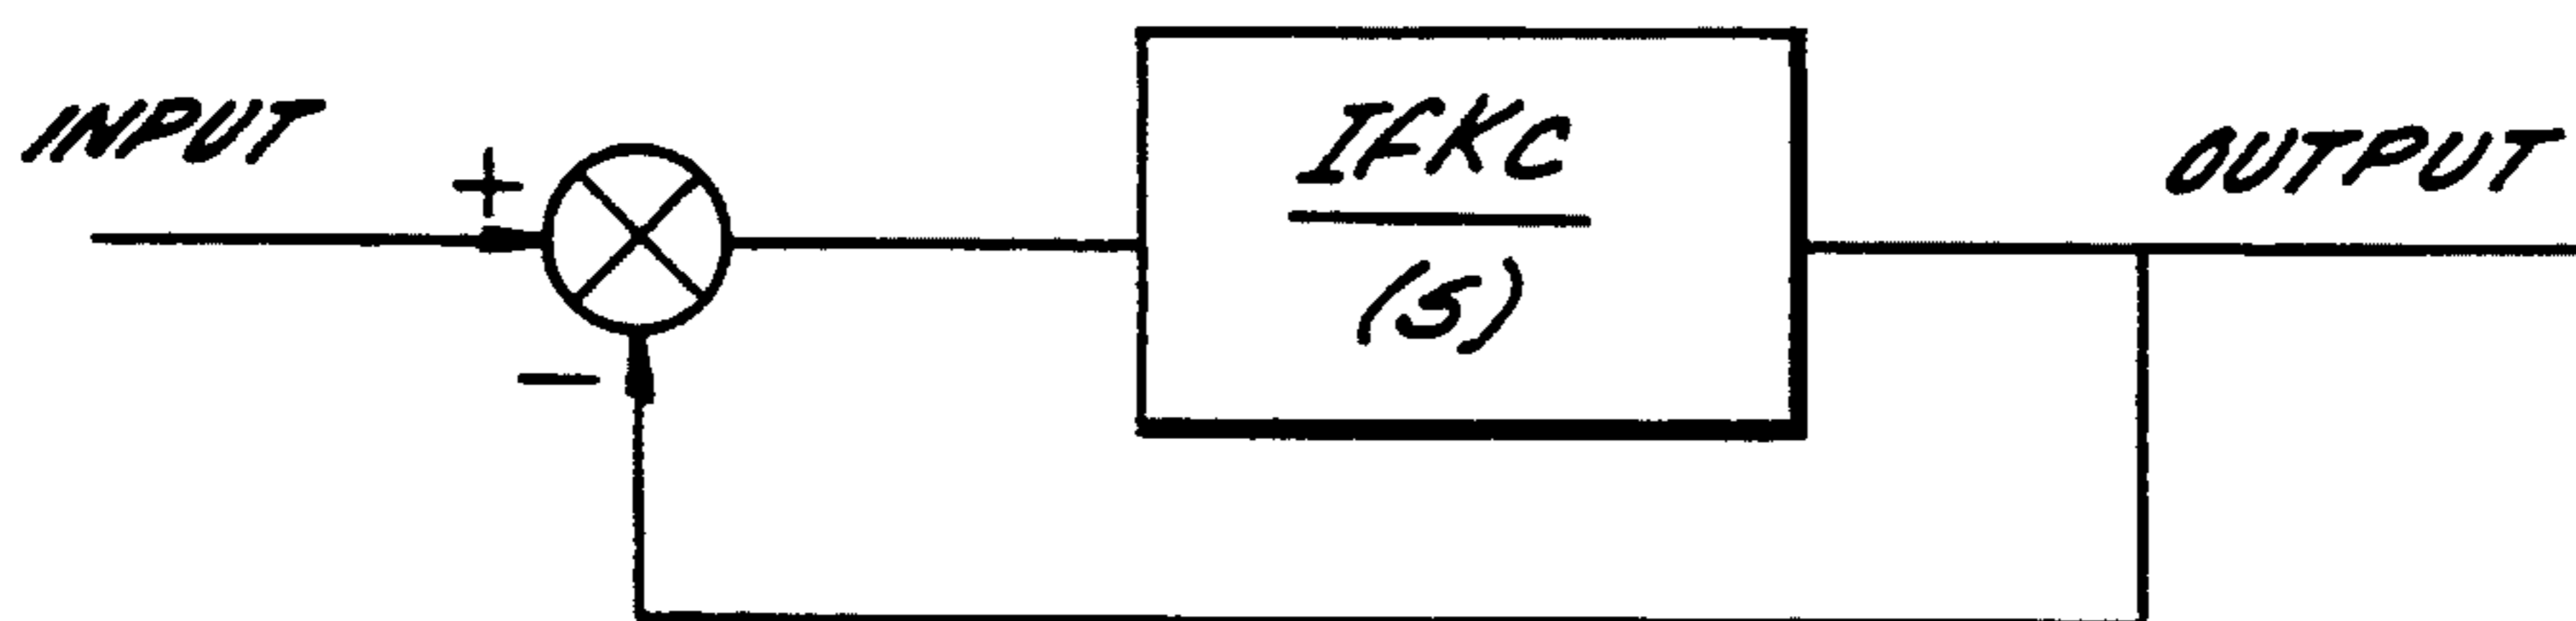 INPUT
+
IFKC
(S)
OUTPUT
−